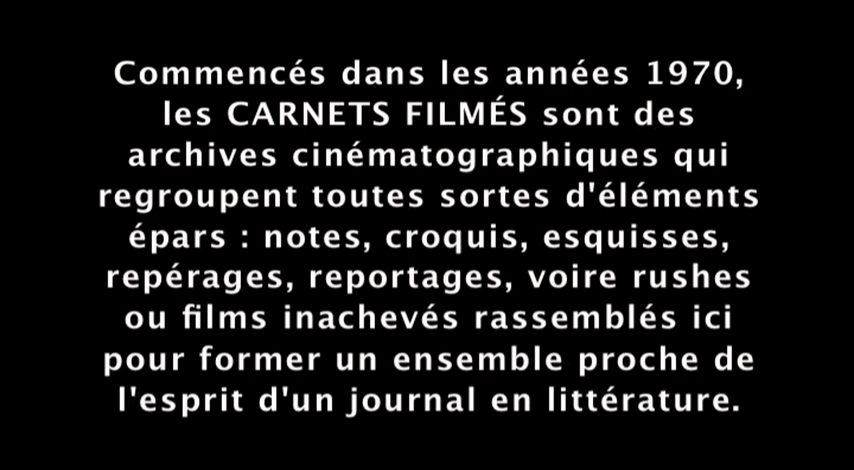 Commencés dans les années 1970,
les CARNETS FILMÉS sont des
archives cinématographiques qui
regroupent toutes sortes d'éléments
épars : notes, croquis, esquisses,
repérages, reportages, voire rushes
ou films inachevés rassemblés ici
pour former un ensemble proche de
l'esprit d'un journal en littérature.